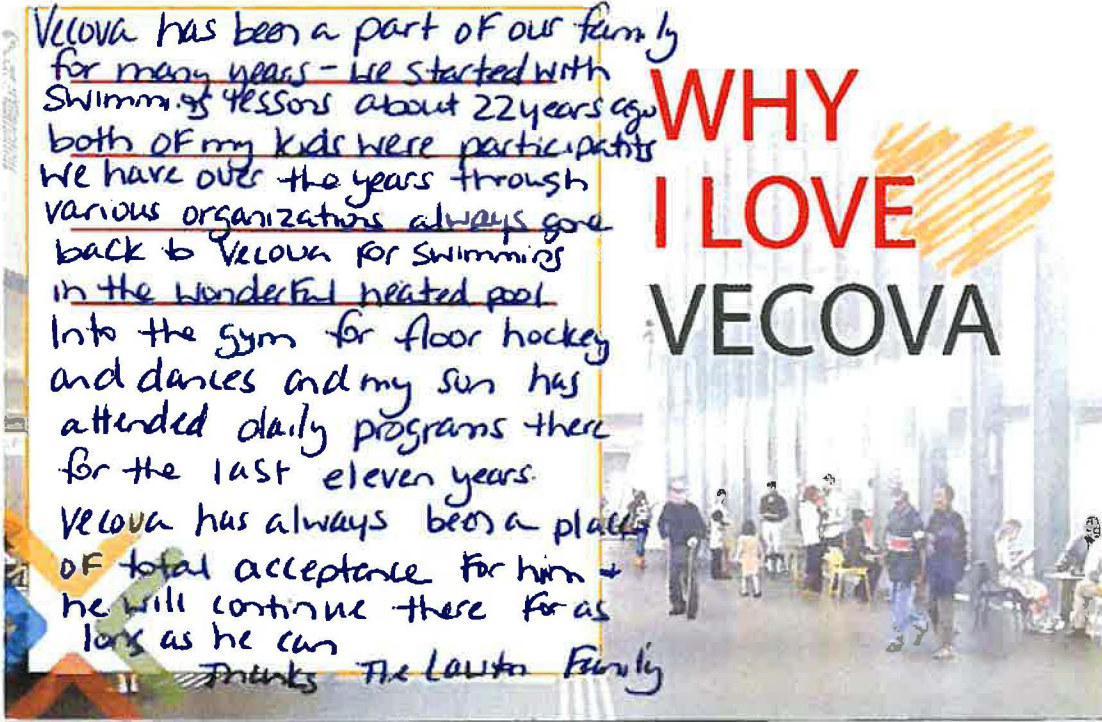 Vecova has been a part of our family
for many years - we started with
swimming lessons about 22 years ago
both of my kids were participants
We have over the years through
various organizations always gone
back to Vecova for swimming
in the wonderful heated pool
Into the gym for floor hockey
and dances and my son has
attended daily programs there
for the last eleven years.
Vecova has always been a place
of total acceptance for him +
he will continue there for as
long as he can
Thanks The Lawton Family
WHY
I LOVE
VECOVA